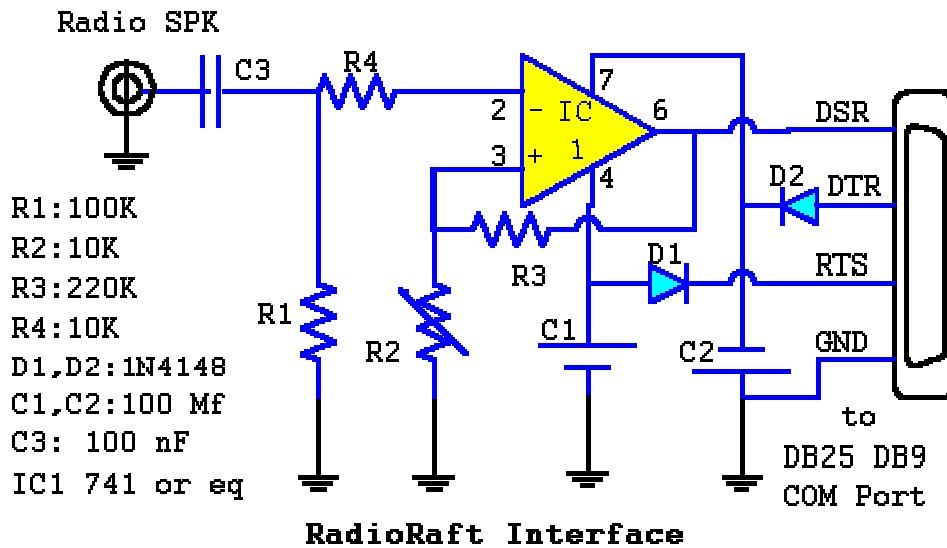 Radio SPK
C3
R4
7
2
- IC
6
DSR
3
+ 1
4
D2
DTR
R1:100K
R2:10K
R3:220K
R4:10K
D1,D2:1N4148
C1,C2:100 Mf
C3: 100 nF
IC1 741 or eq
R3
D1
RTS
R1
R2
C1
C2
GND
to
DB25 DB9
COM Port
RadioRaft Interface